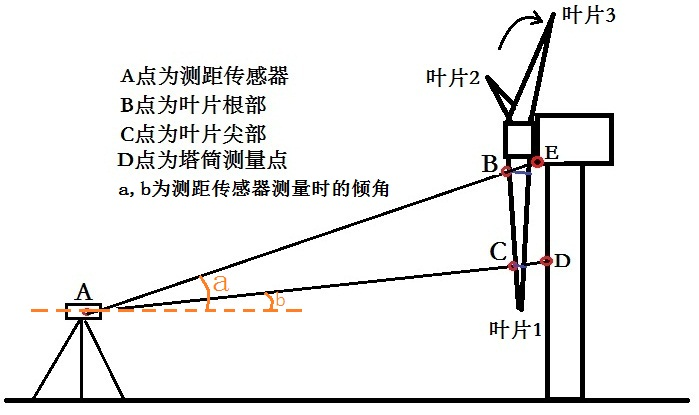 叶片3
叶片2
A点为测距传感器
B点为叶片根部
C点为叶片尖部
D点为塔筒测量点
a,b为测距传感器测量时的倾角
B
E
C
D
a
b
A
叶片1